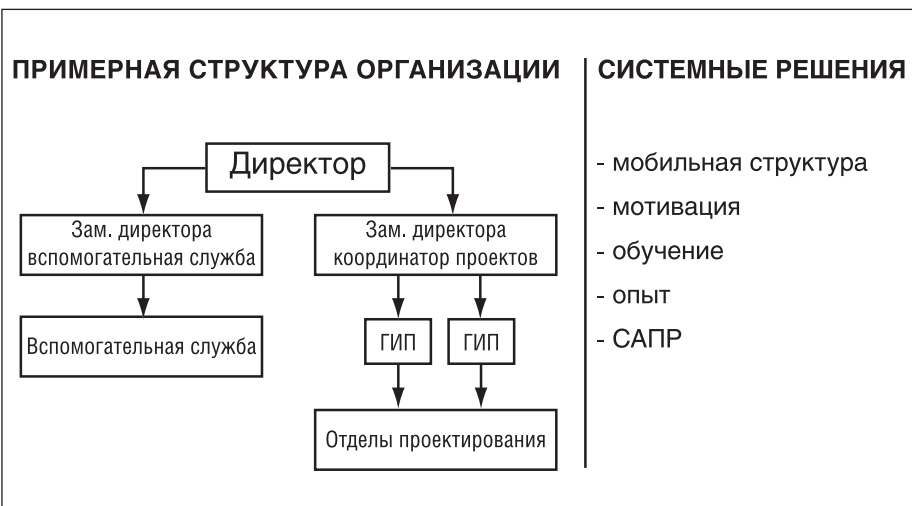 ПРИМЕРНАЯ СТРУКТУРА ОРГАНИЗАЦИИ
Директор
Зам. директора
вспомогательная служба
Зам. директора
координатор проектов
Вспомогательная служба
ГИП
ГИП
Отделы проектирования
СИСТЕМНЫЕ РЕШЕНИЯ
- мобильная структура
- мотивация
- обучение
- опыт
- САПР